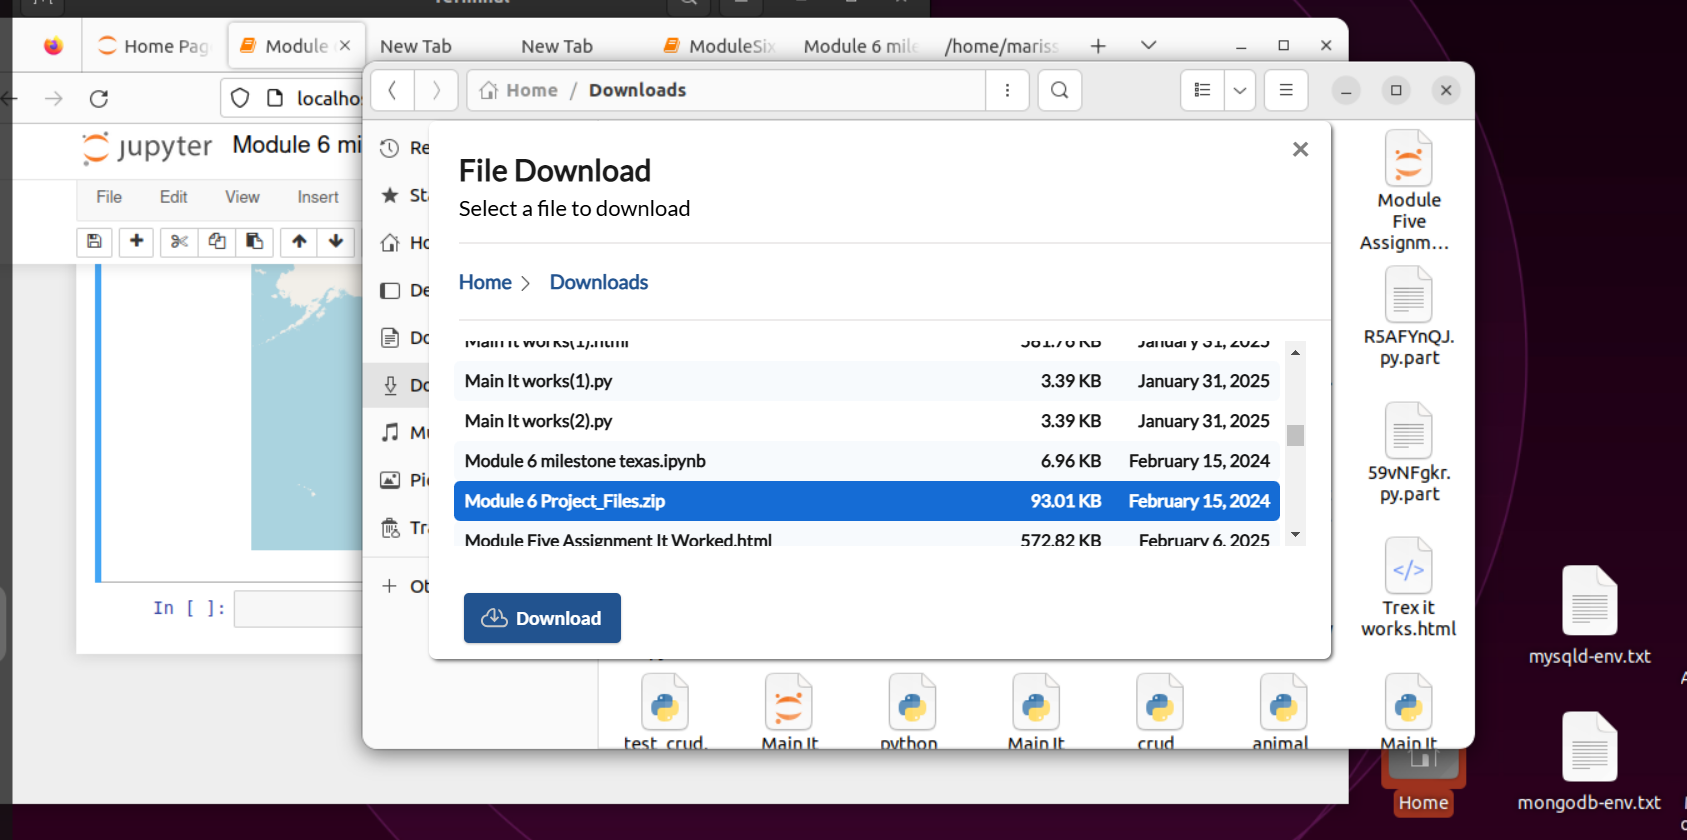 Terminal
Home Pag
Module
New Tab
New Tab
ModuleSix
Module 6 mile
/home/mariss
localhos
Home / Downloads
jupyter Module 6 mi
File Edit View Insert
Re
Sta
Ho
De
Do
Do
Mu
Pic
Tra
Ot
File Download
Select a file to download
Home > Downloads
Main It works(1).html 581.76 KB January 31, 2025
Main It works(1).py 3.39 KB January 31, 2025
Main It works(2).py 3.39 KB January 31, 2025
Module 6 milestone texas.ipynb 6.96 KB February 15, 2024
Module 6 Project_Files.zip 93.01 KB February 15, 2024
Module Five Assignment It Worked.html 572.82 KB February 6, 2025
Download
In [ ]:
Module
Five
Assignm...
R5AFYnQJ.
py.part
59vNFgkr.
py.part
Trex it
works.html
test_crud.
Main It
python
Main It
crud
animal
Main It
mysqld-env.txt
Home
mongodb-env.txt